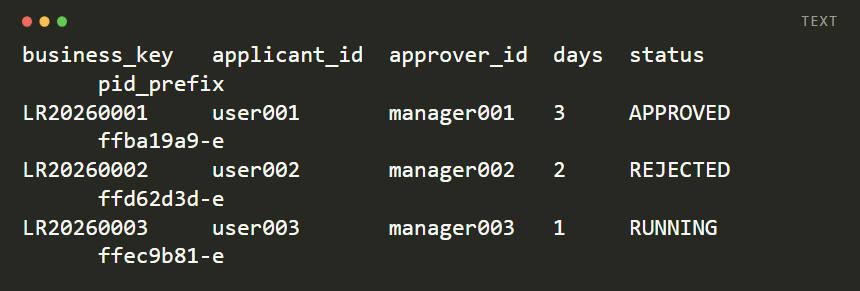 TEXT
business_key   applicant_id  approver_id  days  status
      pid_prefix
LR20260001     user001       manager001   3     APPROVED
      ffba19a9-e
LR20260002     user002       manager002   2     REJECTED
      ffd62d3d-e
LR20260003     user003       manager003   1     RUNNING
      ffec9b81-e